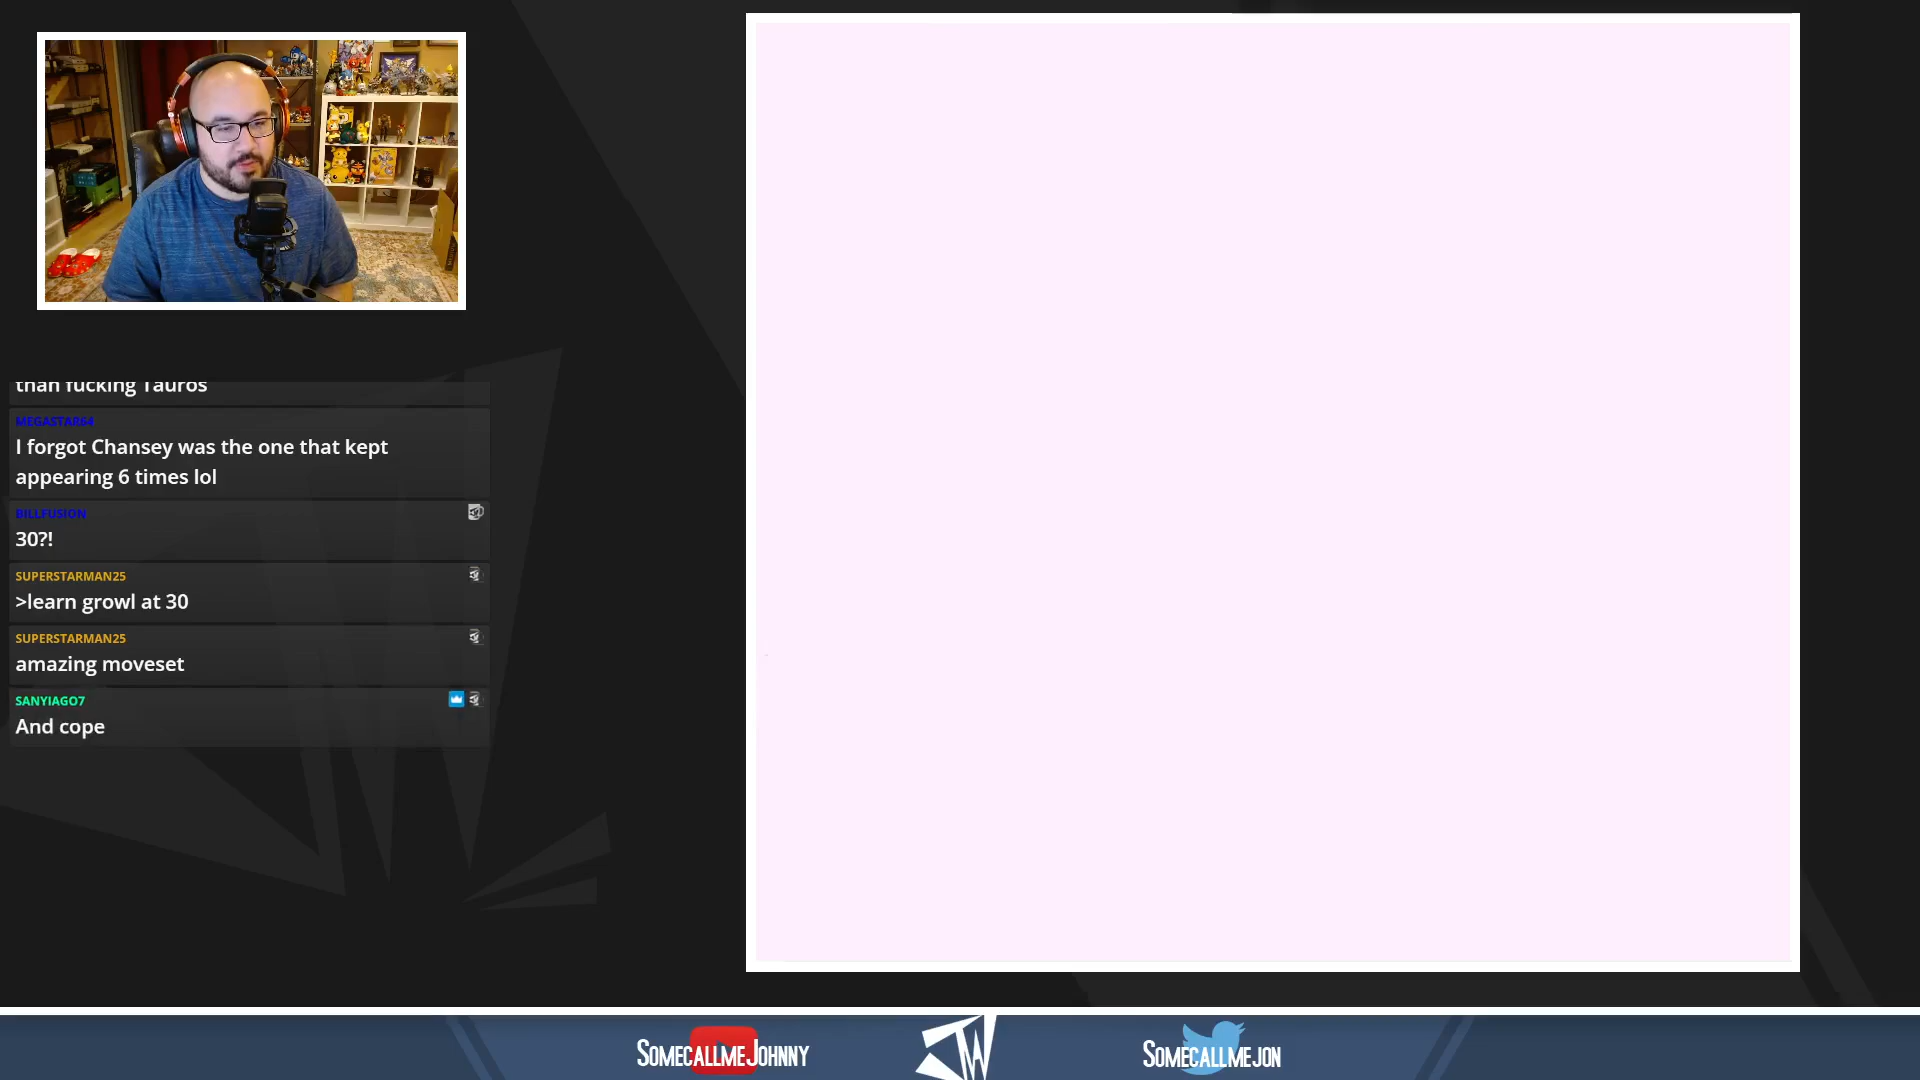 than fucking Tauros
MEGASTAR64
I forgot Chansey was the one that kept
appearing 6 times lol
BILLFUSION
30?!
SUPERSTARMAN25
>learn growl at 30
SUPERSTARMAN25
amazing moveset
SANYIAGO7
And cope
SOMECALLMEJOHNNY
SOMECALLMEJON